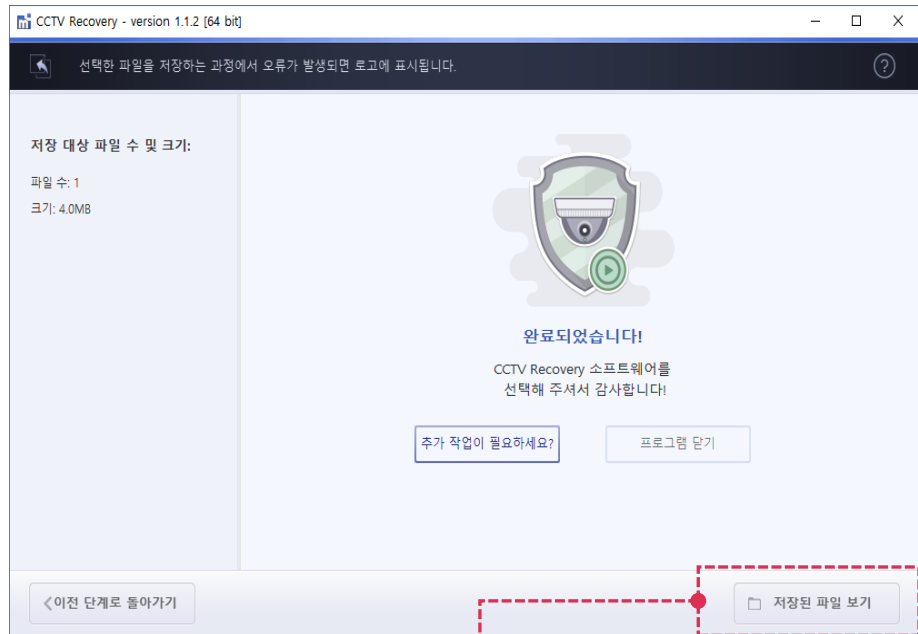 CCTV Recovery - version 1.1.2 [64 bit]
선택한 파일을 저장하는 과정에서 오류가 발생되면 로고에 표시됩니다.
저장 대상 파일 수 및 크기:
파일 수: 1
크기: 4.0MB
완료되었습니다!
CCTV Recovery 소프트웨어를
선택해 주셔서 감사합니다!
추가 작업이 필요하세요?
프로그램 닫기
이전 단계로 돌아가기
저장된 파일 보기